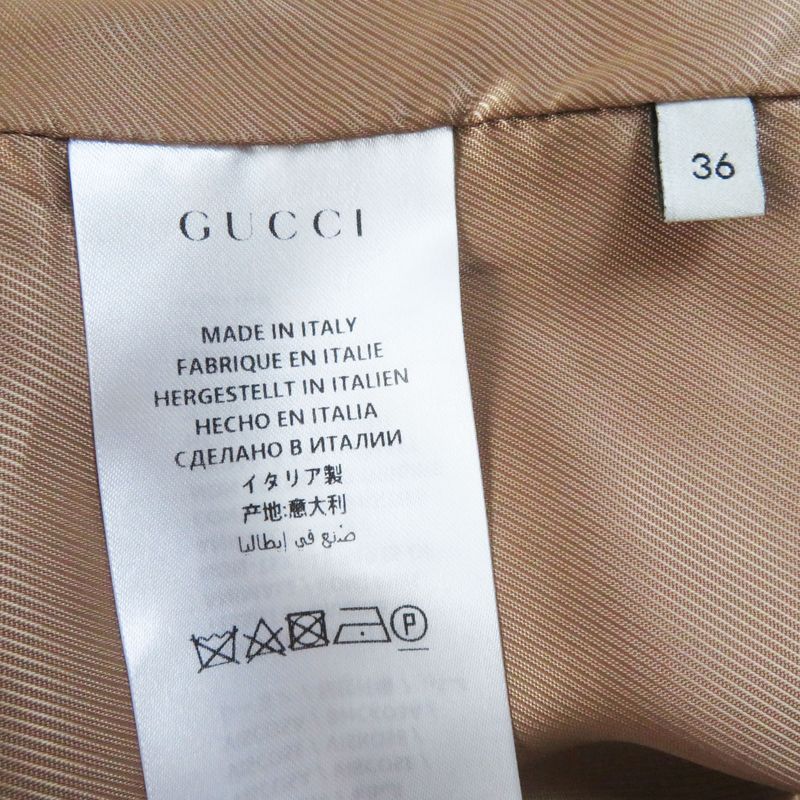 36
GUCCI
MADE IN ITALY
FABRIQUE EN ITALIE
HERGESTELLT IN ITALIEN
HECHO EN ITALIA
СДЕЛАНО В ИТАЛИИ
イタリア製
产地:意大利
صنع في إيطاليا
P